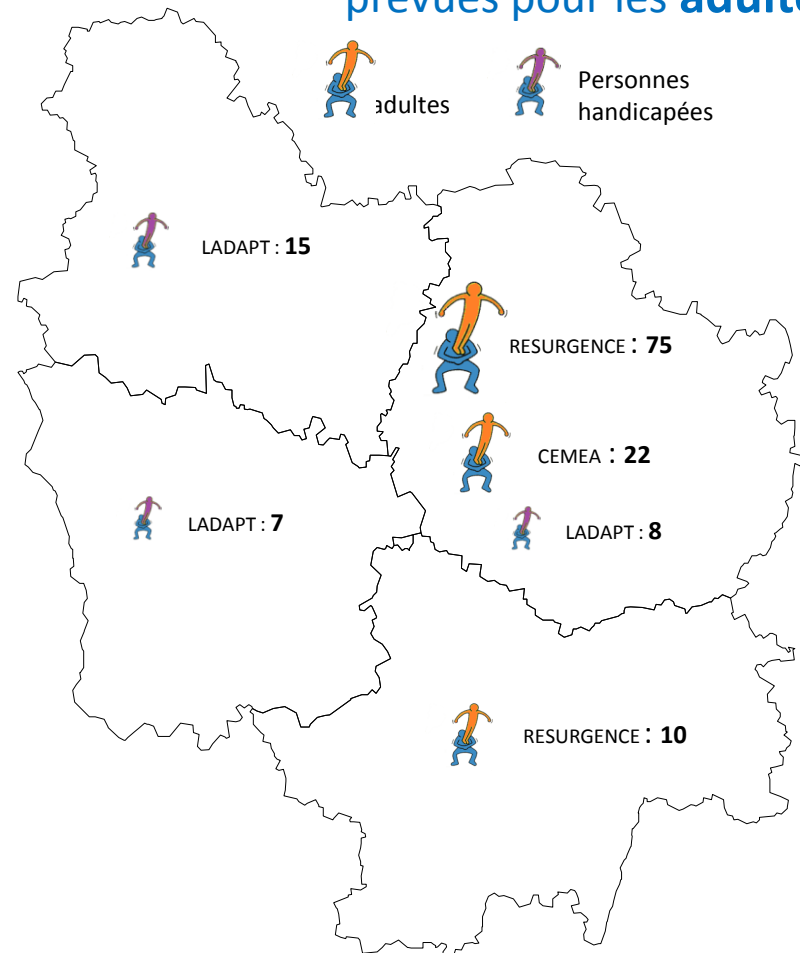 prévues pour les adulte
adultes
Personnes
handicapées
LADAPT : 15
RESURGENCE : 75
CEMEA : 22
LADAPT : 7
LADAPT : 8
RESURGENCE : 10